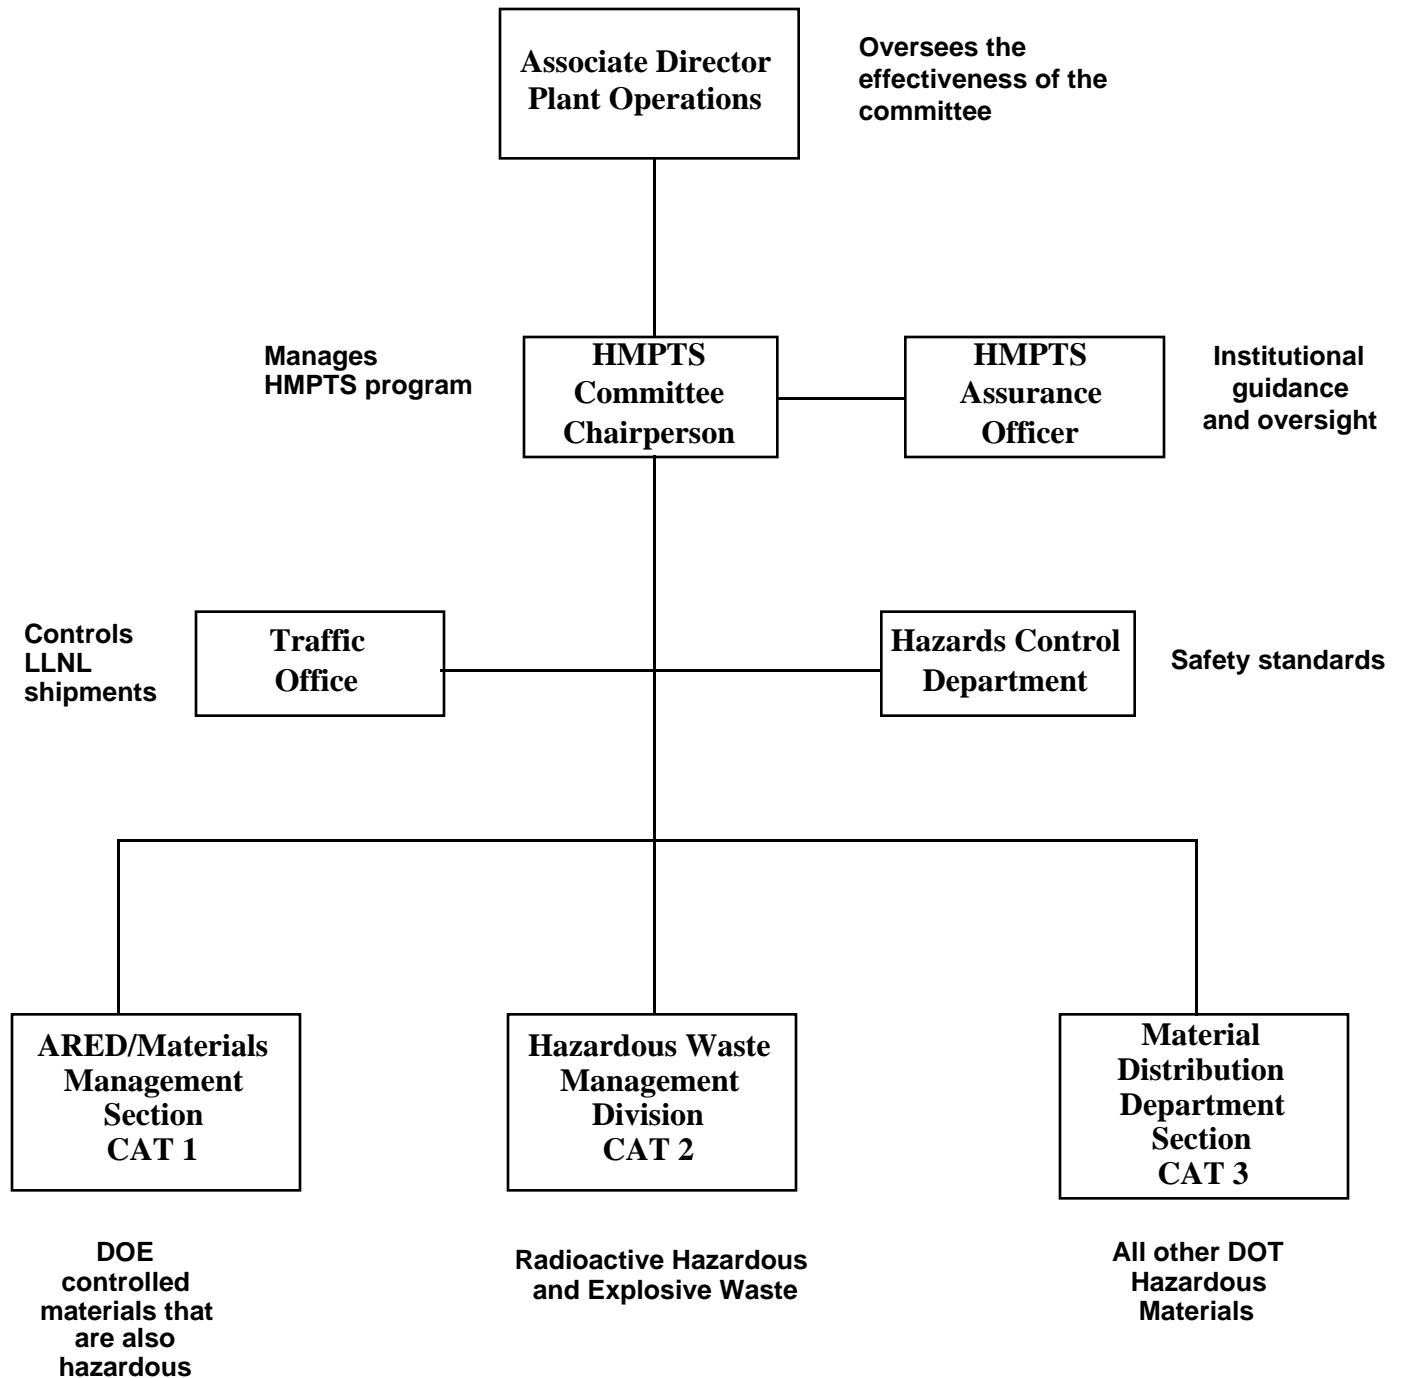 Associate Director
Plant Operations
Oversees the
effectiveness of the
committee
Manages
HMPTS program
HMPTS
Committee
Chairperson
HMPTS
Assurance
Officer
Institutional
guidance
and oversight
Controls
LLNL
shipments
Traffic
Office
Hazards Control
Department
Safety standards
ARED/Materials
Management
Section
CAT 1
Hazardous Waste
Management
Division
CAT 2
Material
Distribution
Department
Section
CAT 3
DOE
controlled
materials that
are also
hazardous
Radioactive Hazardous
and Explosive Waste
All other DOT
Hazardous
Materials